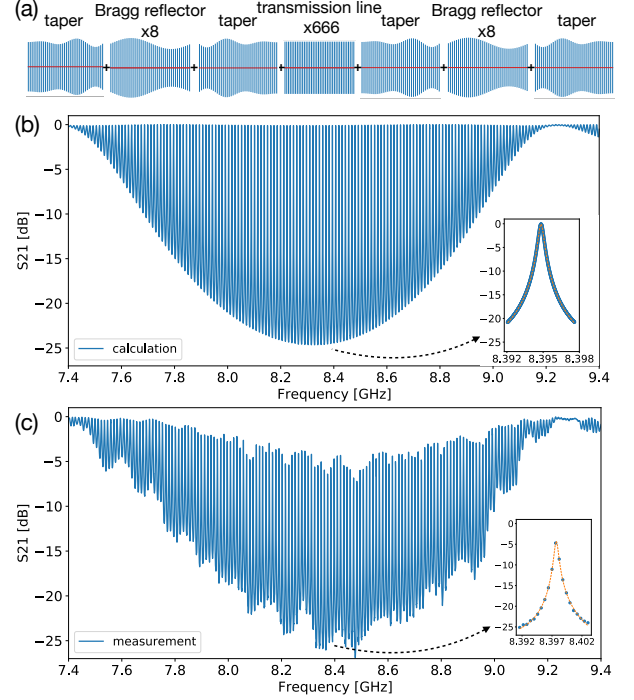 (a)
taper
Bragg reflector
x8
taper
transmission line
x666
taper
Bragg reflector
x8
taper
+ + + + + +
(b)
S21 [dB]
0
−5
−10
−15
−20
−25
calculation
7.4 7.6 7.8 8.0 8.2 8.4 8.6 8.8 9.0 9.2 9.4
Frequency [GHz]
0
−5
−10
−15
−20
−25
8.392 8.395 8.398
(c)
S21 [dB]
0
−5
−10
−15
−20
−25
measurement
7.4 7.6 7.8 8.0 8.2 8.4 8.6 8.8 9.0 9.2 9.4
Frequency [GHz]
0
−5
−10
−15
−20
−25
8.392 8.397 8.402